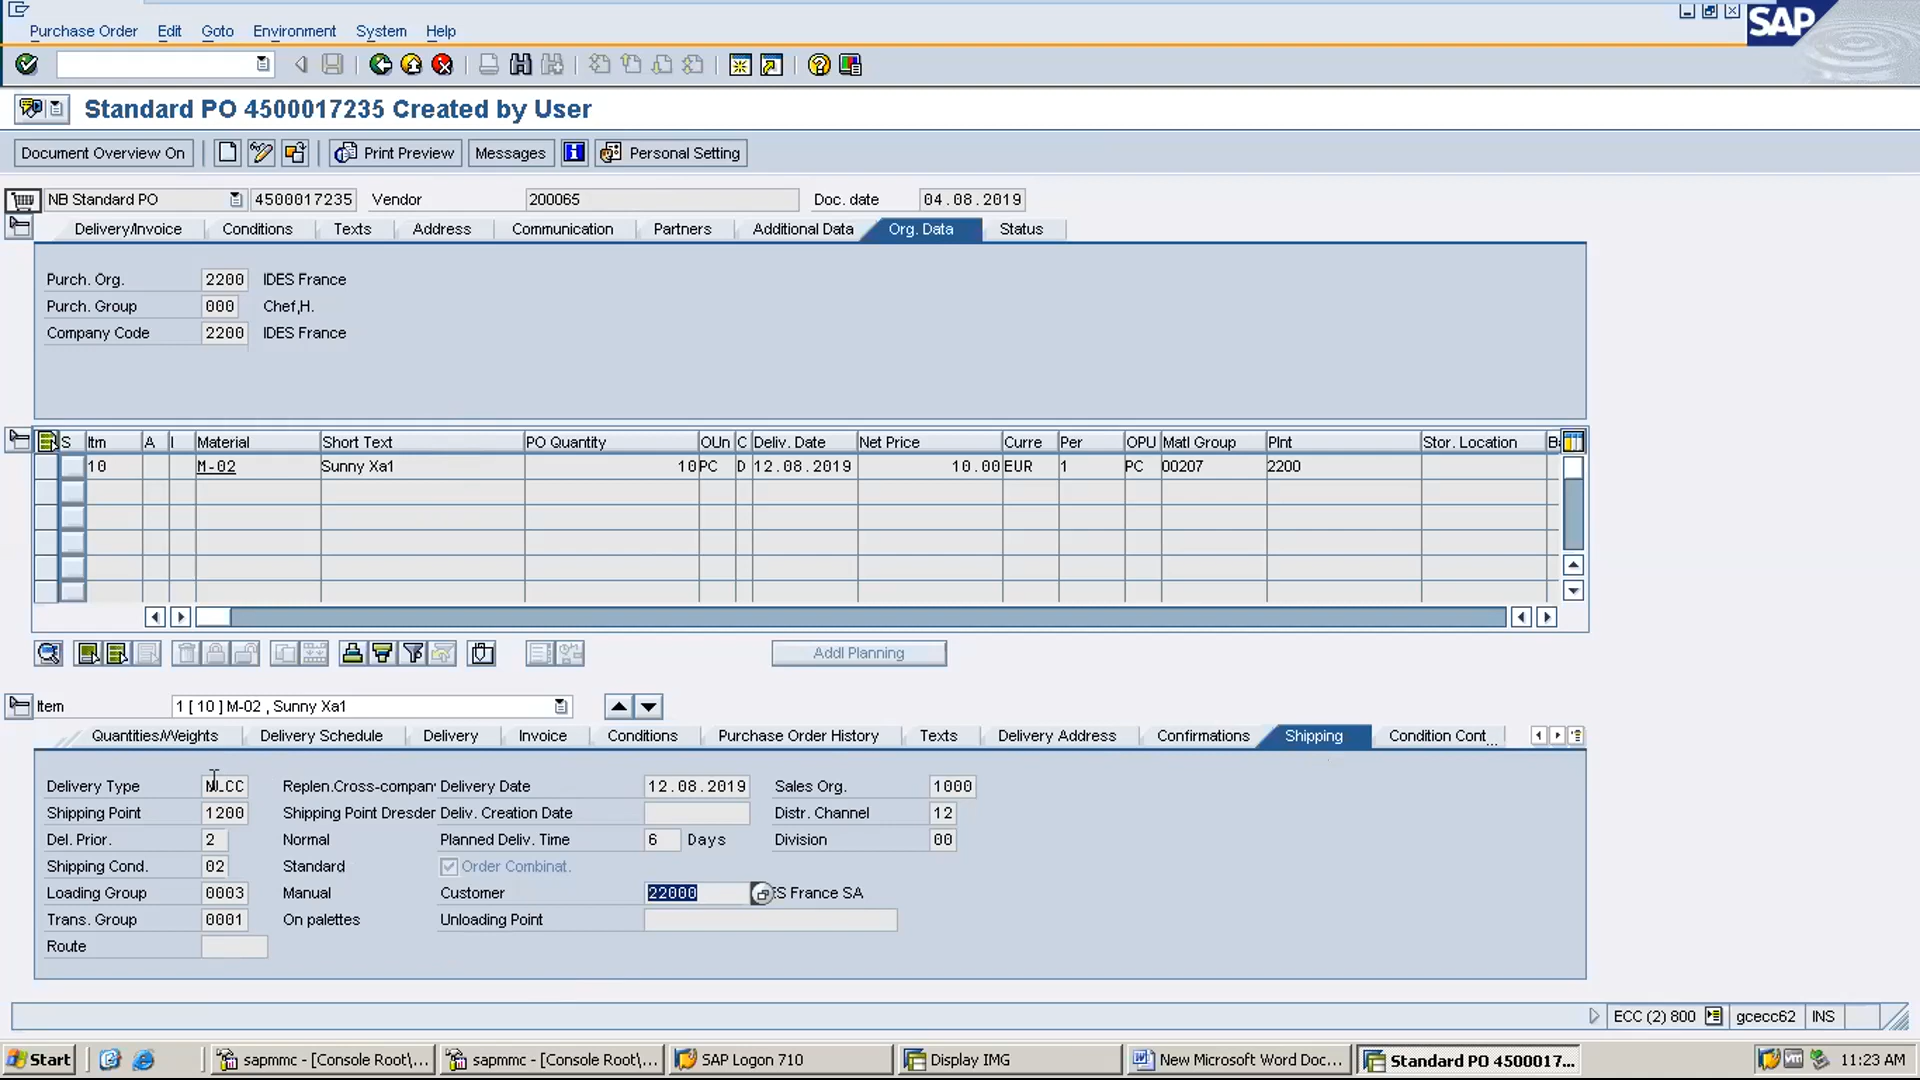 Purchase Order Edit Goto Environment System Help
SAP
Standard PO 4500017235 Created by User
Document Overview On Print Preview Messages Personal Setting
NB Standard PO 4500017235 Vendor 200065 Doc. date 04.08.2019
Delivery/Invoice Conditions Texts Address Communication Partners Additional Data Org. Data Status
Purch. Org. 2200 IDES France
Purch. Group 000 Chef,H.
Company Code 2200 IDES France
S Itm A I Material Short Text PO Quantity OUn C Deliv. Date Net Price Curre Per OPU Matl Group Plnt Stor. Location
10 M-02 Sunny Xa1 10 PC D 12.08.2019 10.00 EUR 1 PC 00207 2200
Addl Planning
Item 1 [ 10 ] M-02 , Sunny Xa1
Quantities/Weights Delivery Schedule Delivery Invoice Conditions Purchase Order History Texts Delivery Address Confirmations Shipping Condition Cont...
Delivery Type NLCC Replen.Cross-compan Delivery Date 12.08.2019 Sales Org. 1000
Shipping Point 1200 Shipping Point Dresder Deliv. Creation Date Distr. Channel 12
Del. Prior. 2 Normal Planned Deliv. Time 6 Days Division 00
Shipping Cond. 02 Standard Order Combinat.
Loading Group 0003 Manual Customer 22000 S France SA
Trans. Group 0001 On palettes Unloading Point
Route
ECC (2) 800 gcecc62 INS
Start sapmmc - [Console Root\... sapmmc - [Console Root\... SAP Logon 710 Display IMG New Microsoft Word Doc... Standard PO 4500017... 11:23 AM